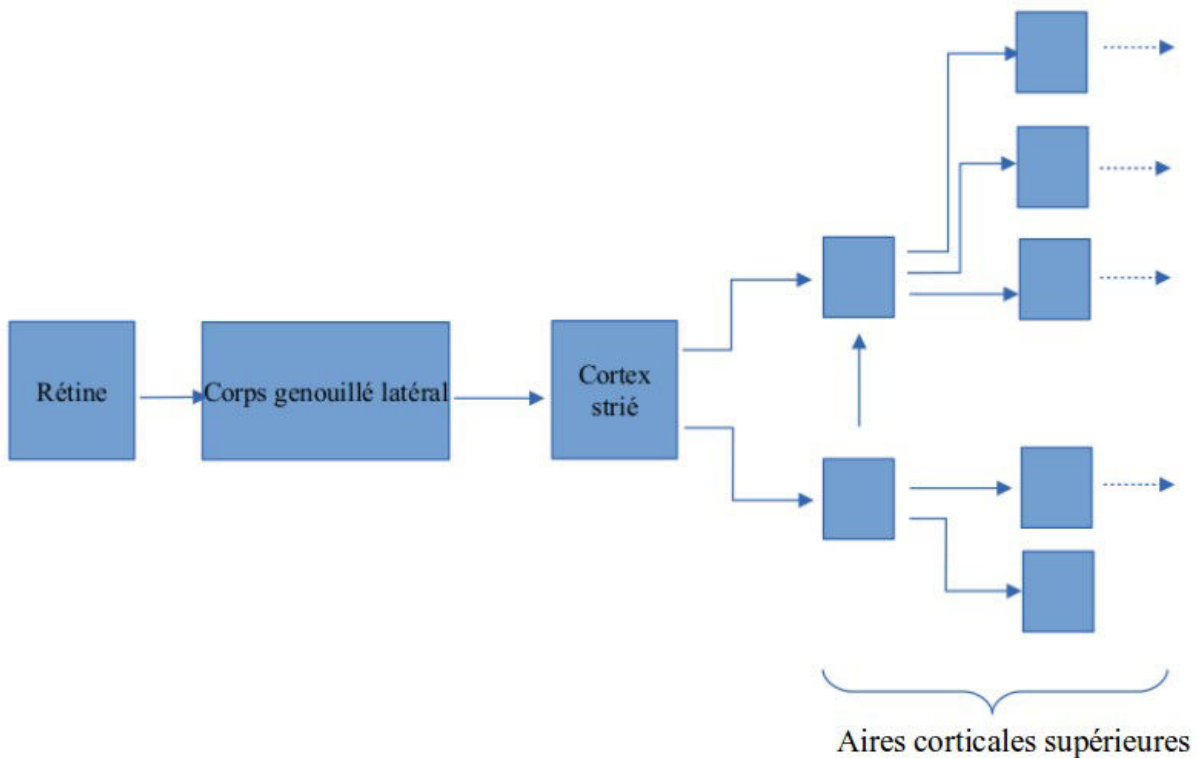 Rétine
Corps genouillé latéral
Cortex
strié
Aires corticales supérieures